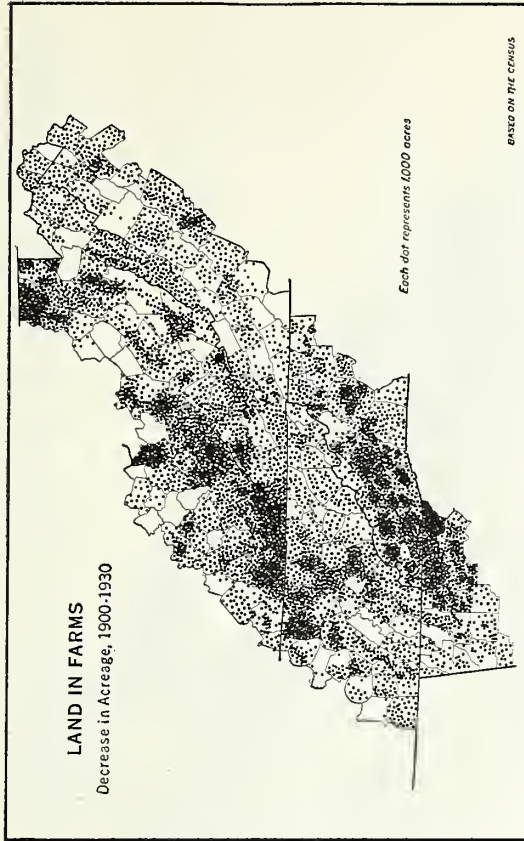 LAND IN FARMS
Decrease in Acreage, 1900-1930
Each dot represents 1,000 acres
BASED ON THE CENSUS